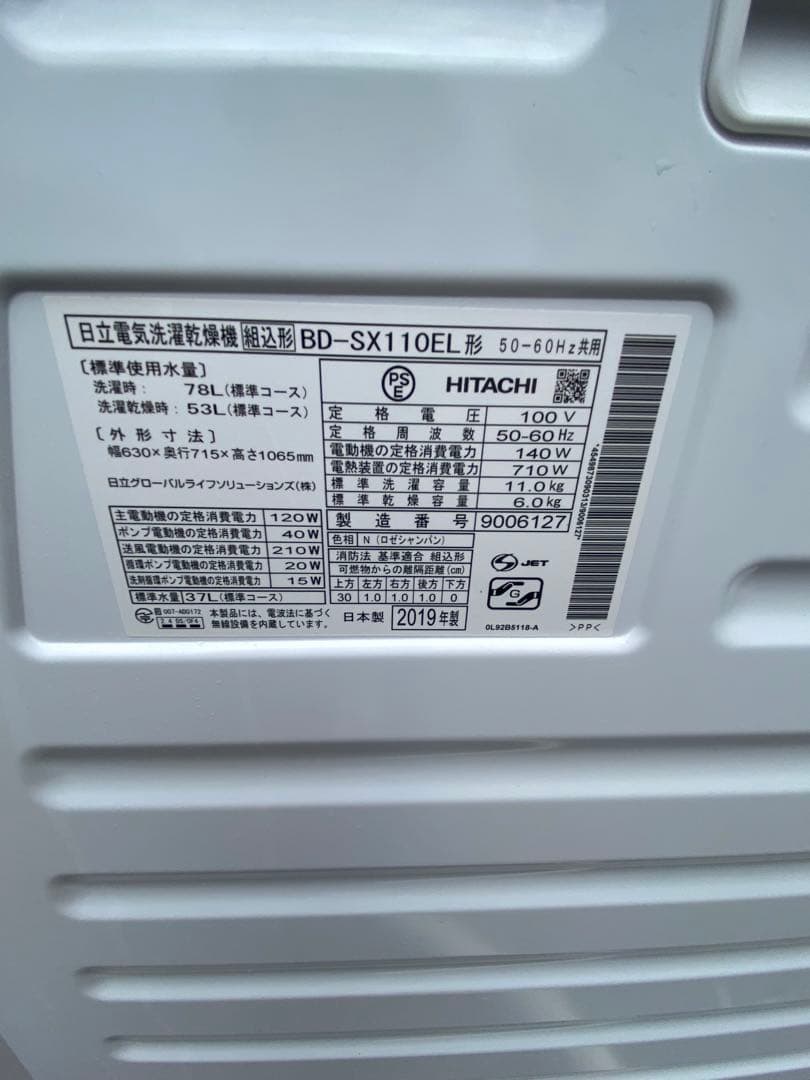 日立電気洗濯乾燥機 組込形 BD-SX110EL形 50-60Hz共用
〔標準使用水量〕
洗濯時: 78L(標準コース)
洗濯乾燥時: 53L(標準コース)
〔外形寸法〕
幅630×奥行715×高さ1065mm
日立グローバルライフソリューションズ(株)
主電動機の定格消費電力 120W
ポンプ電動機の定格消費電力 40W
送風電動機の定格消費電力 210W
循環ポンプ電動機の定格消費電力 20W
洗剤循環ポンプ電動機の定格消費電力 15W
標準水量 37L(標準コース)
本製品には、電波法に基づく
無線設備を内蔵しています。
PSE HITACHI
定格電圧 100V
定格周波数 50-60Hz
電動機の定格消費電力 140W
電熱装置の定格消費電力 710W
標準洗濯容量 11.0kg
標準乾燥容量 6.0kg
製造番号 9006127
色相 N(ロゼシャンパン)
消防法 基準適合 組込形
可燃物からの離隔距離(cm)
上方 左方 右方 後方 下方
30 1.0 1.0 1.0 0
日本製 2019年製
S JET
G
0L92B5118-A
>PP<